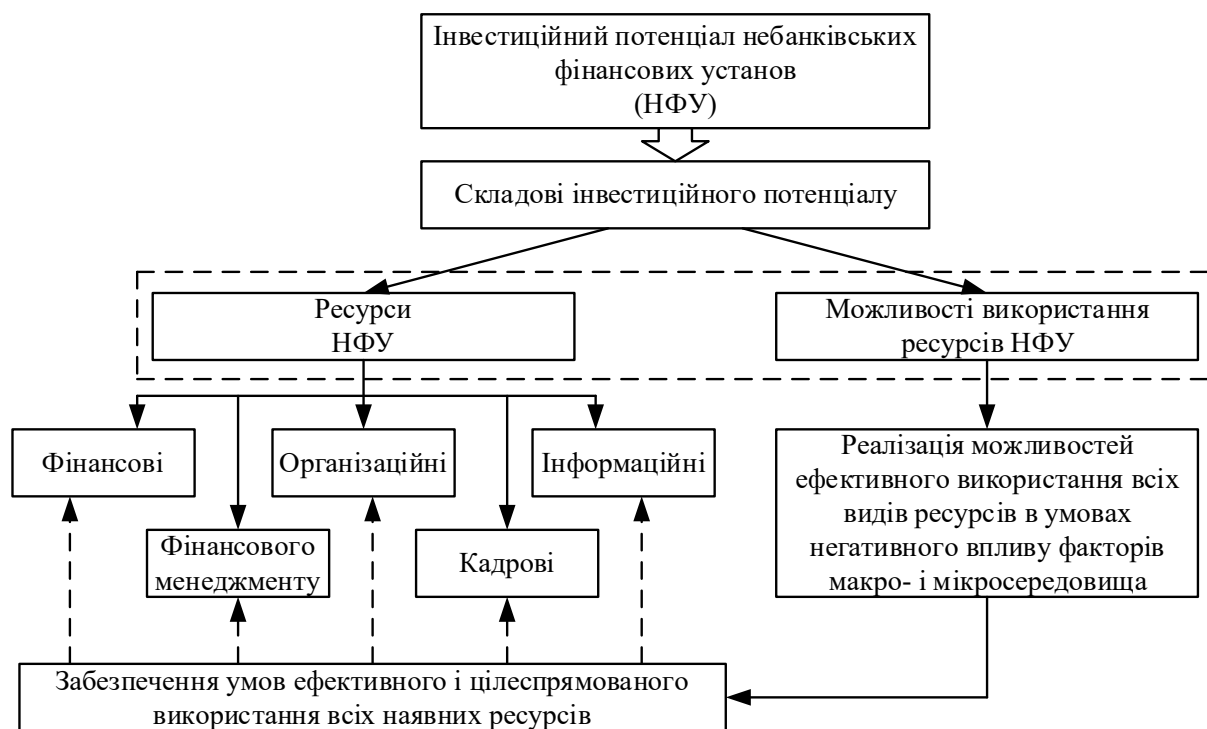 Інвестиційний потенціал небанківських
фінансових установ
(НФУ)
Складові інвестиційного потенціалу
Ресурси
НФУ
Можливості використання
ресурсів НФУ
Фінансові
Організаційні
Інформаційні
Фінансового
менеджменту
Кадрові
Реалізація можливостей
ефективного використання всіх
видів ресурсів в умовах
негативного впливу факторів
макро- і мікросередовища
Забезпечення умов ефективного і цілеспрямованого
використання всіх наявних ресурсів